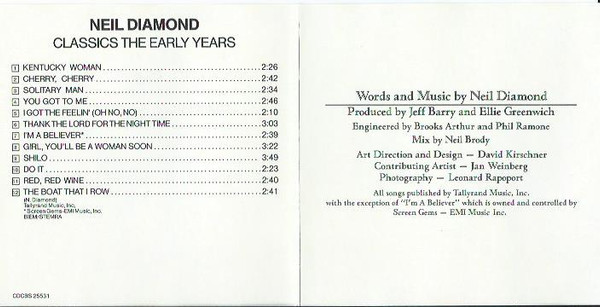 NEIL DIAMOND
CLASSICS THE EARLY YEARS
1 KENTUCKY WOMAN 2:26
2 CHERRY, CHERRY 2:42
3 SOLITARY MAN 2:34
4 YOU GOT TO ME 2:46
5 I GOT THE FEELIN' (OH NO, NO) 2:10
6 THANK THE LORD FOR THE NIGHT TIME 3:03
7 I'M A BELIEVER* 2:39
8 GIRL, YOU'LL BE A WOMAN SOON 3:22
9 SHILO 3:49
10 DO IT 2:23
11 RED, RED WINE 2:40
12 THE BOAT THAT I ROW 2:41
(N. Diamond)
Tallyrand Music, Inc.
*Screen Gems-EMI Music, Inc.
BIEM-STEMRA
CDCBS 25531
Words and Music by Neil Diamond
Produced by Jeff Barry and Ellie Greenwich
Engineered by Brooks Arthur and Phil Ramone
Mix by Neil Brody
Art Direction and Design — David Kirschner
Contributing Artist — Jan Weinberg
Photography — Leonard Rapoport
All songs published by Tallyrand Music, Inc.
with the exception of "I'm A Believer" which is owned and controlled by
Screen Gems — EMI Music Inc.